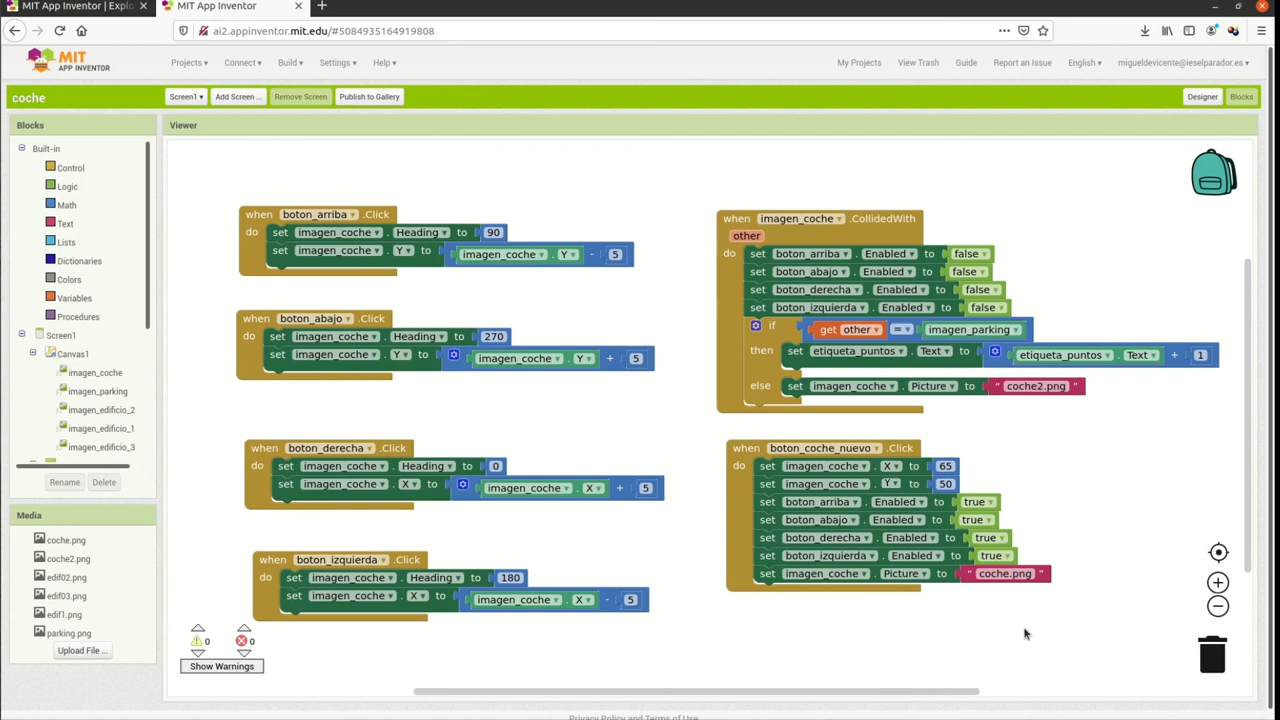 MIT App Inventor | Explo
MIT App Inventor
ai2.appinventor.mit.edu/#5084935164919808
MIT
APP INVENTOR
Projects Connect Build Settings Help My Projects View Trash Guide Report an Issue English migueldevicente@ieselparador.es
coche Screen1 Add Screen ... Remove Screen Publish to Gallery Designer Blocks
Blocks
Built-in
Control
Logic
Math
Text
Lists
Dictionaries
Colors
Variables
Procedures
Screen1
Canvas1
imagen_coche
imagen_parking
imagen_edificio_2
imagen_edificio_1
imagen_edificio_3
Rename Delete
Media
coche.png
coche2.png
edif02.png
edif03.png
edif1.png
parking.png
Upload File ...
Viewer
when boton_arriba .Click
do set imagen_coche . Heading to 90
set imagen_coche . Y to imagen_coche . Y - 5
when boton_abajo .Click
do set imagen_coche . Heading to 270
set imagen_coche . Y to imagen_coche . Y + 5
when boton_derecha .Click
do set imagen_coche . Heading to 0
set imagen_coche . X to imagen_coche . X + 5
when boton_izquierda .Click
do set imagen_coche . Heading to 180
set imagen_coche . X to imagen_coche . X - 5
when imagen_coche .CollidedWith
other
do set boton_arriba . Enabled to false
set boton_abajo . Enabled to false
set boton_derecha . Enabled to false
set boton_izquierda . Enabled to false
if get other = imagen_parking
then set etiqueta_puntos . Text to etiqueta_puntos . Text + 1
else set imagen_coche . Picture to " coche2.png "
when boton_coche_nuevo .Click
do set imagen_coche . X to 65
set imagen_coche . Y to 50
set boton_arriba . Enabled to true
set boton_abajo . Enabled to true
set boton_derecha . Enabled to true
set boton_izquierda . Enabled to true
set imagen_coche . Picture to " coche.png "
0 0
Show Warnings
Privacy Policy and Terms of Use